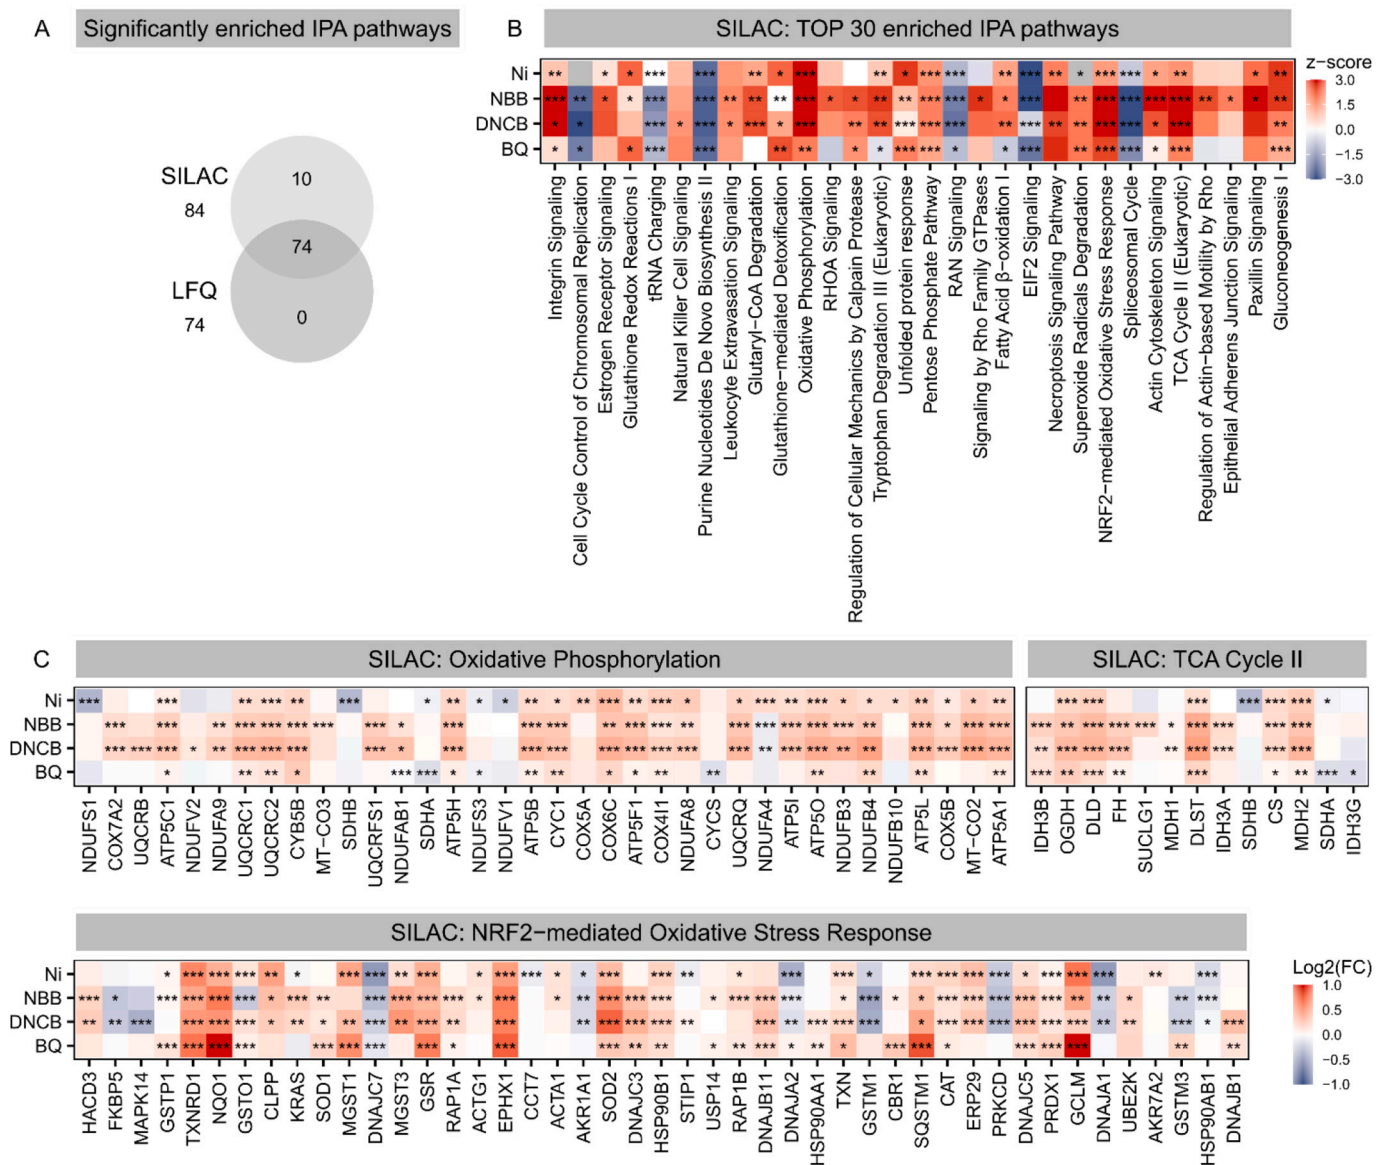 A
Significantly enriched IPA pathways
SILAC
84
10
74
LFQ
74
0
B
SILAC: TOP 30 enriched IPA pathways
Ni
NBB
DNCB
BQ
z−score
3.0
1.5
0.0
−1.5
−3.0
Integrin Signaling
Cell Cycle Control of Chromosomal Replication
Estrogen Receptor Signaling
Glutathione Redox Reactions I
tRNA Charging
Natural Killer Cell Signaling
Purine Nucleotides De Novo Biosynthesis II
Leukocyte Extravasation Signaling
Glutaryl−CoA Degradation
Glutathione−mediated Detoxification
Oxidative Phosphorylation
RHOA Signaling
Regulation of Cellular Mechanics by Calpain Protease
Tryptophan Degradation III (Eukaryotic)
Unfolded protein response
Pentose Phosphate Pathway
RAN Signaling
Signaling by Rho Family GTPases
Fatty Acid β−oxidation I
EIF2 Signaling
Necroptosis Signaling Pathway
Superoxide Radicals Degradation
NRF2−mediated Oxidative Stress Response
Spliceosomal Cycle
Actin Cytoskeleton Signaling
TCA Cycle II (Eukaryotic)
Regulation of Actin−based Motility by Rho
Epithelial Adherens Junction Signaling
Paxillin Signaling
Gluconeogenesis I
C
SILAC: Oxidative Phosphorylation
Ni
NBB
DNCB
BQ
NDUFS1
COX7A2
UQCRB
ATP5C1
NDUFV2
NDUFA9
UQCRC1
UQCRC2
CYB5B
MT−CO3
SDHB
UQCRFS1
NDUFAB1
SDHA
ATP5H
NDUFS3
NDUFV1
ATP5B
CYC1
COX5A
COX6C
ATP5F1
COX4I1
NDUFA8
CYCS
UQCRQ
NDUFA4
ATP5I
ATP5O
NDUFB3
NDUFB4
NDUFB10
ATP5L
COX5B
MT−CO2
ATP5A1
SILAC: TCA Cycle II
IDH3B
OGDH
DLD
FH
SUCLG1
MDH1
DLST
IDH3A
SDHB
CS
MDH2
SDHA
IDH3G
SILAC: NRF2−mediated Oxidative Stress Response
Ni
NBB
DNCB
BQ
Log2(FC)
1.0
0.5
0.0
−0.5
−1.0
HACD3
FKBP5
MAPK14
GSTP1
TXNRD1
NQO1
GSTO1
CLPP
KRAS
SOD1
MGST1
DNAJC7
MGST3
GSR
RAP1A
ACTG1
EPHX1
CCT7
ACTA1
AKR1A1
SOD2
DNAJC3
HSP90B1
STIP1
USP14
RAP1B
DNAJB11
DNAJA2
HSP90AA1
TXN
GSTM1
CBR1
SQSTM1
CAT
ERP29
PRKCD
DNAJC5
PRDX1
GCLM
DNAJA1
UBE2K
AKR7A2
GSTM3
HSP90AB1
DNAJB1